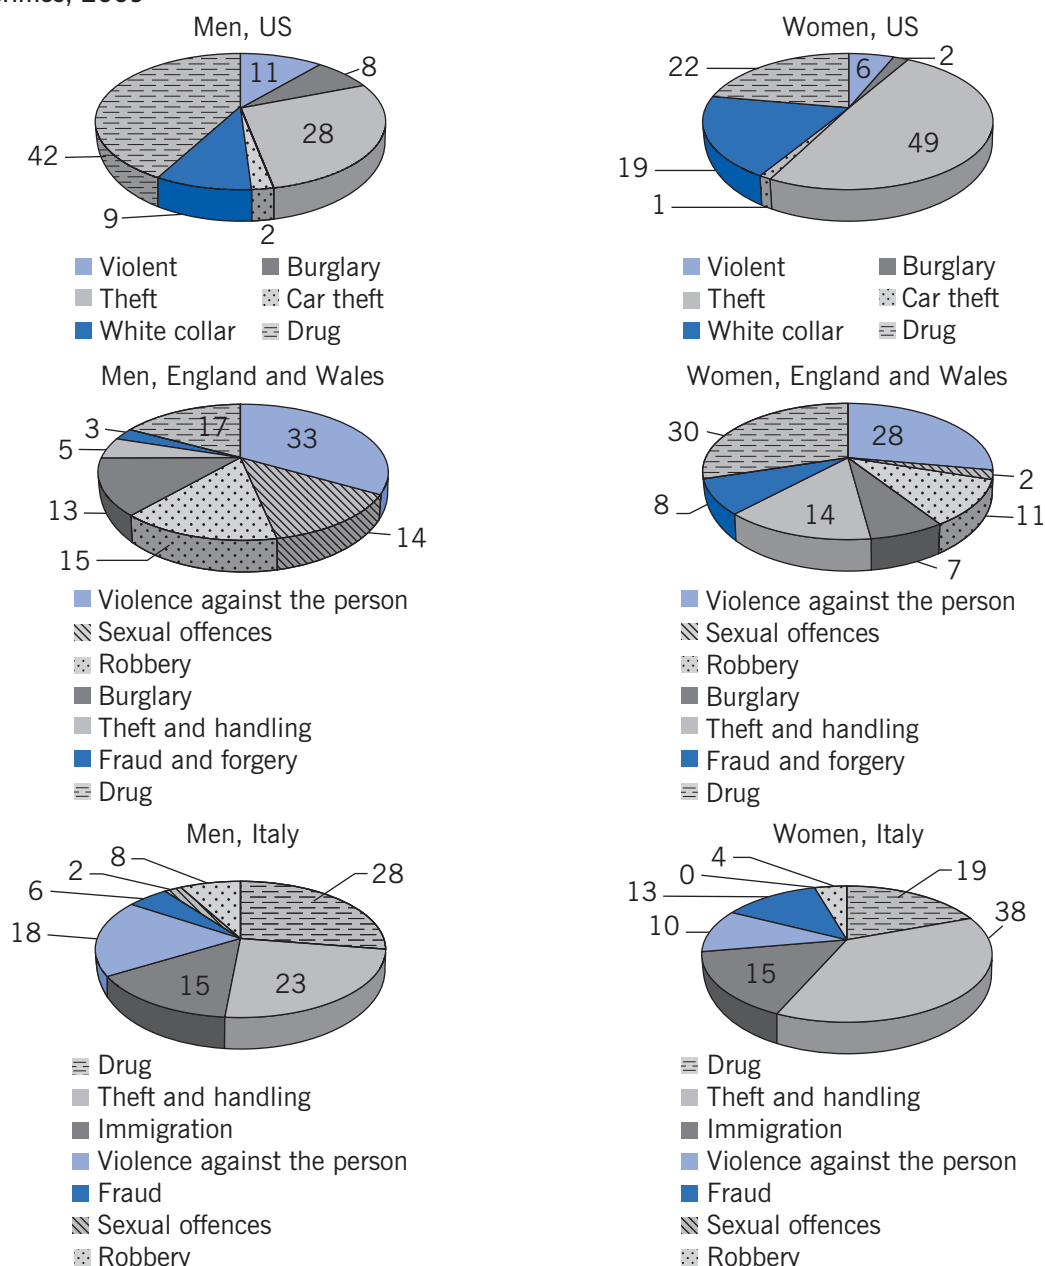 Men, US
11
8
28
42
9
2
Violent
Burglary
Theft
Car theft
White collar
Drug
Women, US
2
22
6
49
19
1
Violent
Burglary
Theft
Car theft
White collar
Drug
Men, England and Wales
3
17
33
5
13
14
15
Violence against the person
Sexual offences
Robbery
Burglary
Theft and handling
Fraud and forgery
Drug
Women, England and Wales
30
28
2
8
14
11
7
Violence against the person
Sexual offences
Robbery
Burglary
Theft and handling
Fraud and forgery
Drug
Men, Italy
8
2
28
6
18
15
23
Drug
Theft and handling
Immigration
Violence against the person
Fraud
Sexual offences
Robbery
Women, Italy
4
0
19
13
38
10
15
Drug
Theft and handling
Immigration
Violence against the person
Fraud
Sexual offences
Robbery